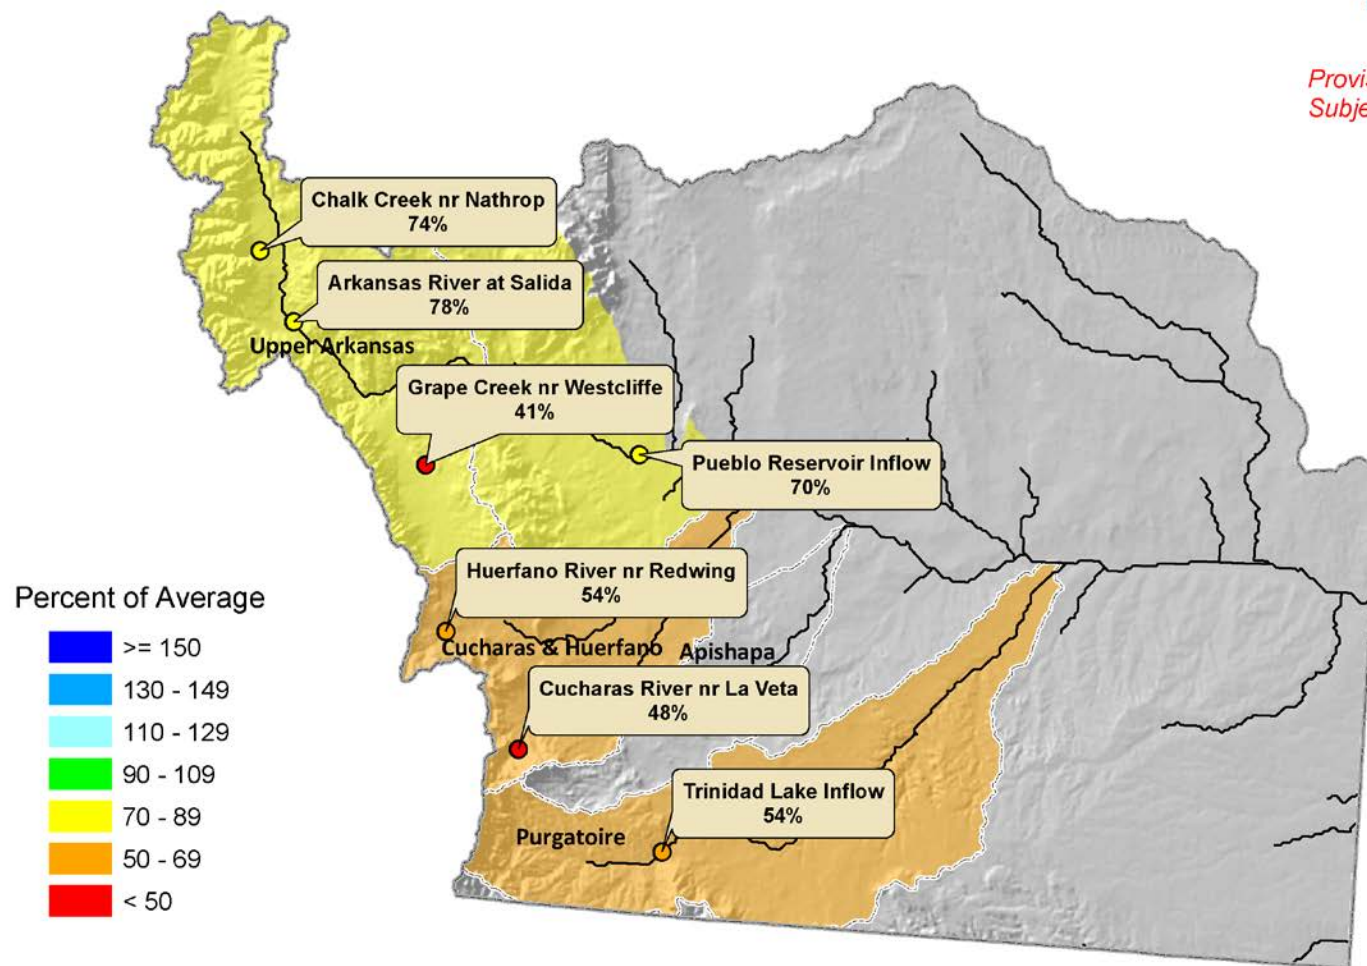 Provis
Subje
Chalk Creek nr Nathrop
74%
Arkansas River at Salida
78%
Upper Arkansas
Grape Creek nr Westcliffe
41%
Pueblo Reservoir Inflow
70%
Huerfano River nr Redwing
54%
Cucharas & Huerfano
Apishapa
Cucharas River nr La Veta
48%
Trinidad Lake Inflow
54%
Purgatoire
Percent of Average
>= 150
130 - 149
110 - 129
90 - 109
70 - 89
50 - 69
< 50